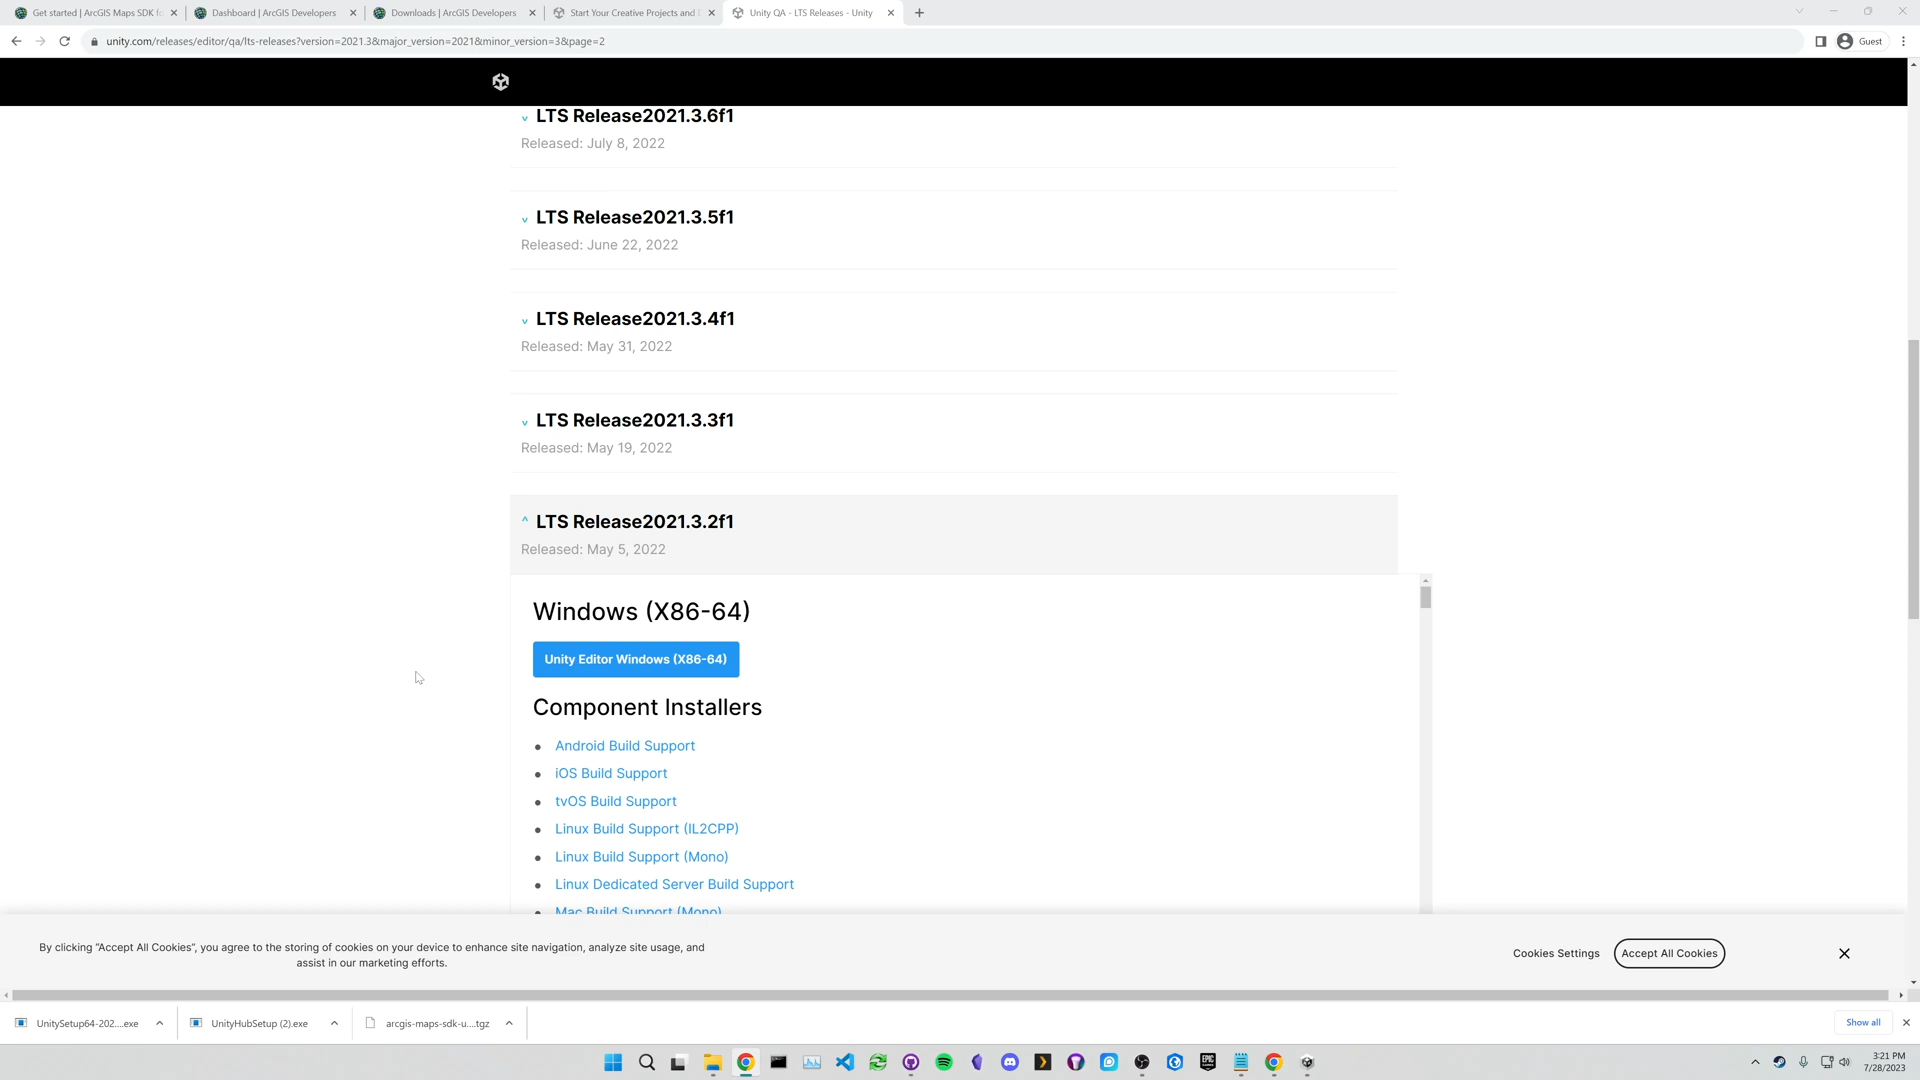 Get started | ArcGIS Maps SDK fo
Dashboard | ArcGIS Developers
Downloads | ArcGIS Developers
Start Your Creative Projects and
Unity QA - LTS Releases - Unity
unity.com/releases/editor/qa/lts-releases?version=2021.3&major_version=2021&minor_version=3&page=2
Guest
LTS Release2021.3.6f1
Released: July 8, 2022
LTS Release2021.3.5f1
Released: June 22, 2022
LTS Release2021.3.4f1
Released: May 31, 2022
LTS Release2021.3.3f1
Released: May 19, 2022
LTS Release2021.3.2f1
Released: May 5, 2022
Windows (X86-64)
Unity Editor Windows (X86-64)
Component Installers
Android Build Support
iOS Build Support
tvOS Build Support
Linux Build Support (IL2CPP)
Linux Build Support (Mono)
Linux Dedicated Server Build Support
Mac Build Support (Mono)
By clicking “Accept All Cookies”, you agree to the storing of cookies on your device to enhance site navigation, analyze site usage, and
assist in our marketing efforts.
Cookies Settings
Accept All Cookies
UnitySetup64-202....exe
UnityHubSetup (2).exe
arcgis-maps-sdk-u....tgz
Show all
EPIC
3:21 PM
7/28/2023